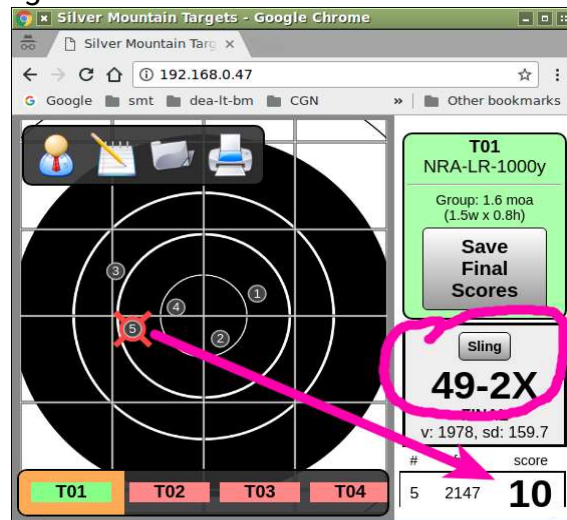 Silver Mountain Targets - Google Chrome
Silver Mountain Targ
192.168.0.47
Google smt dea-lt-bm CGN » Other bookmarks
T01
NRA-LR-1000y
Group: 1.6 moa
(1.5w x 0.8h)
Save
Final
Scores
3
1
4
5
2
Sling
49-2X
v: 1978, sd: 159.7
# score
5 2147 10
T01 T02 T03 T04